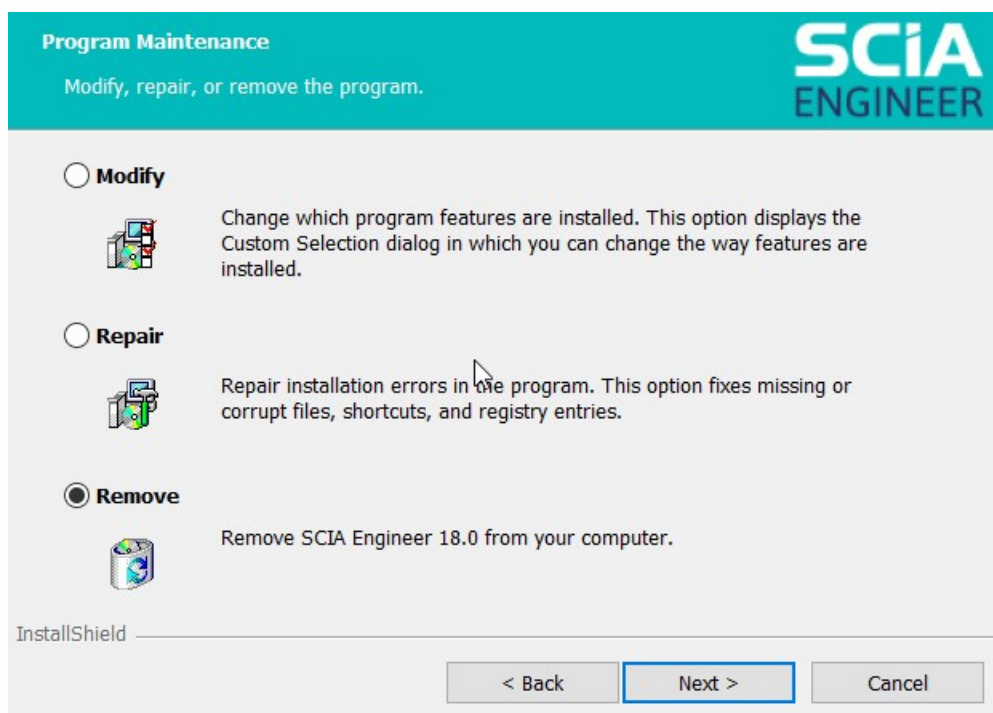 Program Maintenance
Modify, repair, or remove the program.
SCiA
ENGINEER
Modify
Change which program features are installed. This option displays the
Custom Selection dialog in which you can change the way features are
installed.
Repair
Repair installation errors in the program. This option fixes missing or
corrupt files, shortcuts, and registry entries.
Remove
Remove SCIA Engineer 18.0 from your computer.
InstallShield
< Back Next > Cancel